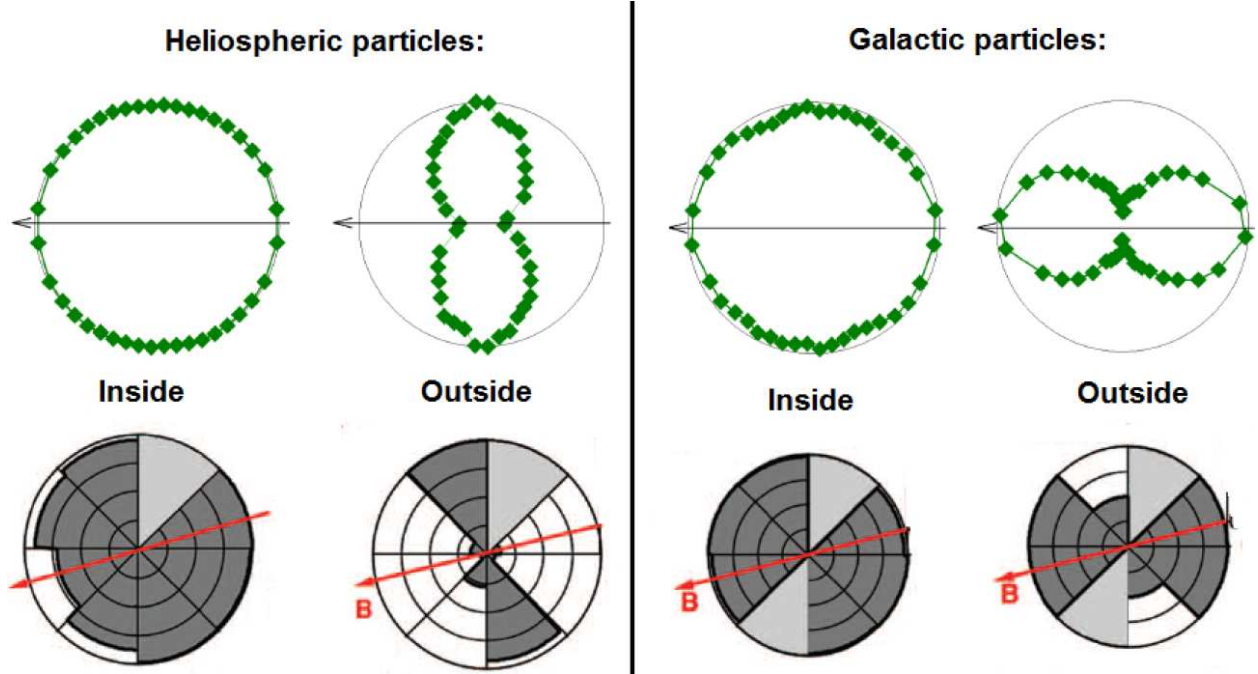 Heliospheric particles:
Galactic particles:
Inside
Outside
Inside
Outside
B
B
B